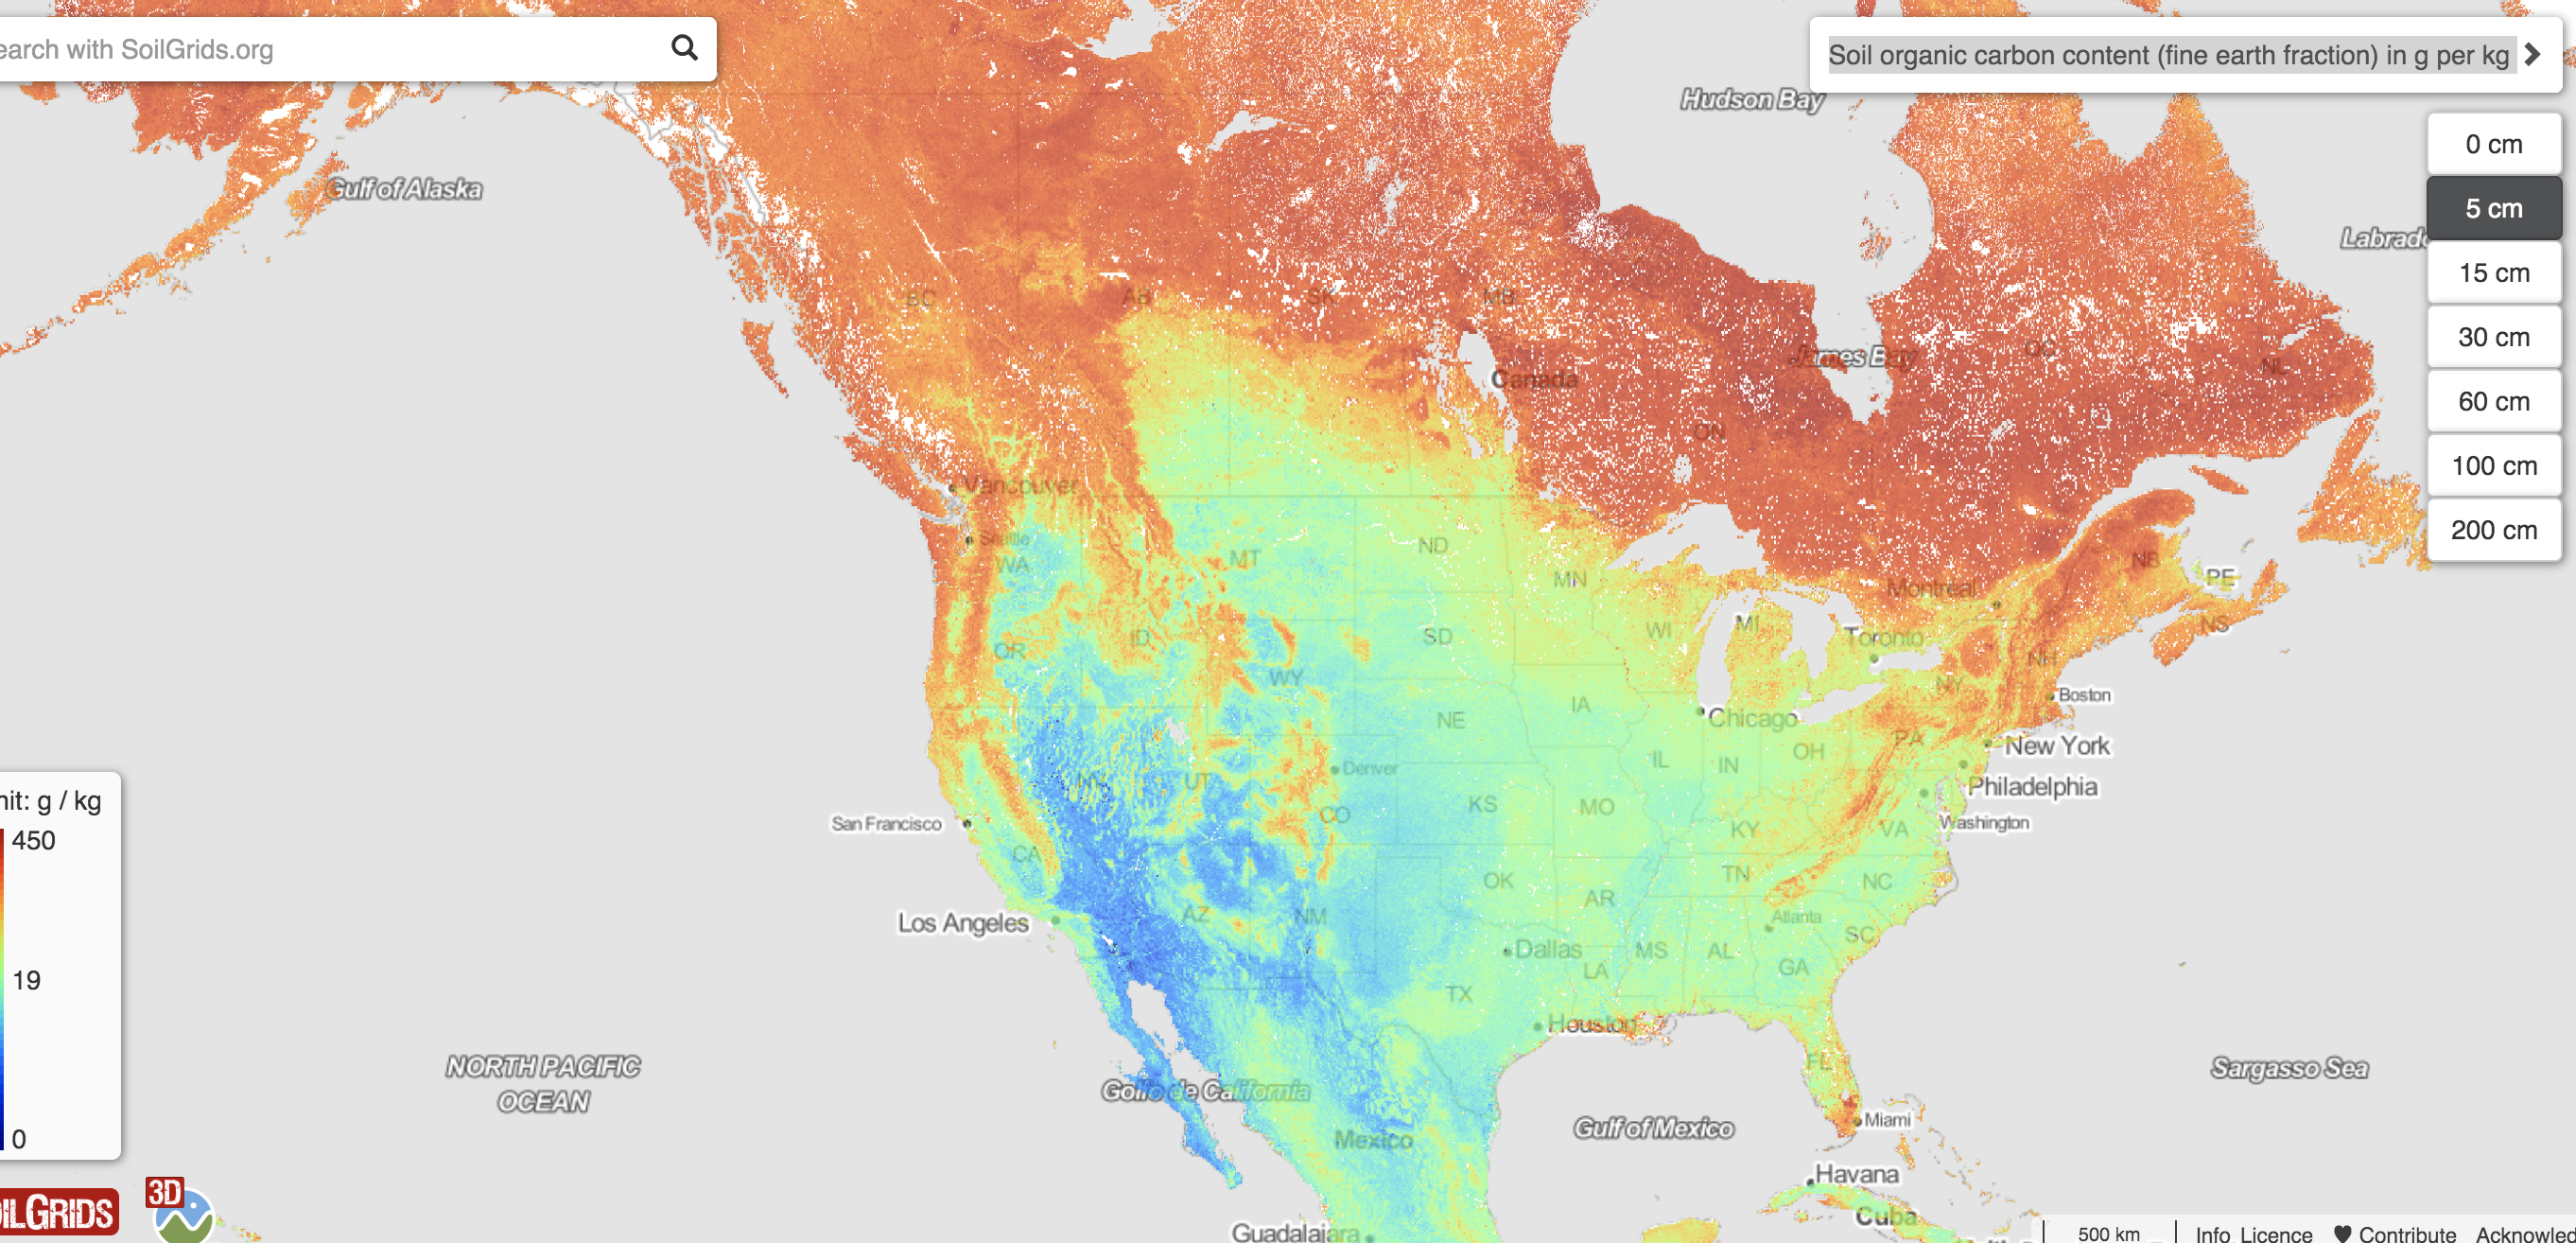 earch with SoilGrids.org
Soil organic carbon content (fine earth fraction) in g per kg
Hudson Bay
0 cm
5 cm
15 cm
30 cm
60 cm
100 cm
200 cm
Gulf of Alaska
Labrado
BC
AB
SK
MB
James Bay
QC
NL
Canada
ON
Vancouver
Seattle
WA
MT
ND
MN
NB
PE
Montreal
NS
OR
ID
SD
WI
MI
Toronto
NH
WY
NY
Boston
NE
IA
Chicago
PA
New York
IL
IN
OH
Denver
NV
UT
Philadelphia
nit: g / kg
450
19
0
San Francisco
CO
KS
MO
KY
VA
Washington
CA
OK
TN
NC
AR
Los Angeles
AZ
NM
Atlanta
Dallas
MS
AL
SC
LA
GA
TX
Houston
FL
NORTH PACIFIC
OCEAN
Golfo de California
Sargasso Sea
Gulf of Mexico
Miami
Mexico
Havana
Cuba
OILGRIDS
3D
Guadalajara
500 km
Info Licence
Contribute
Acknowled